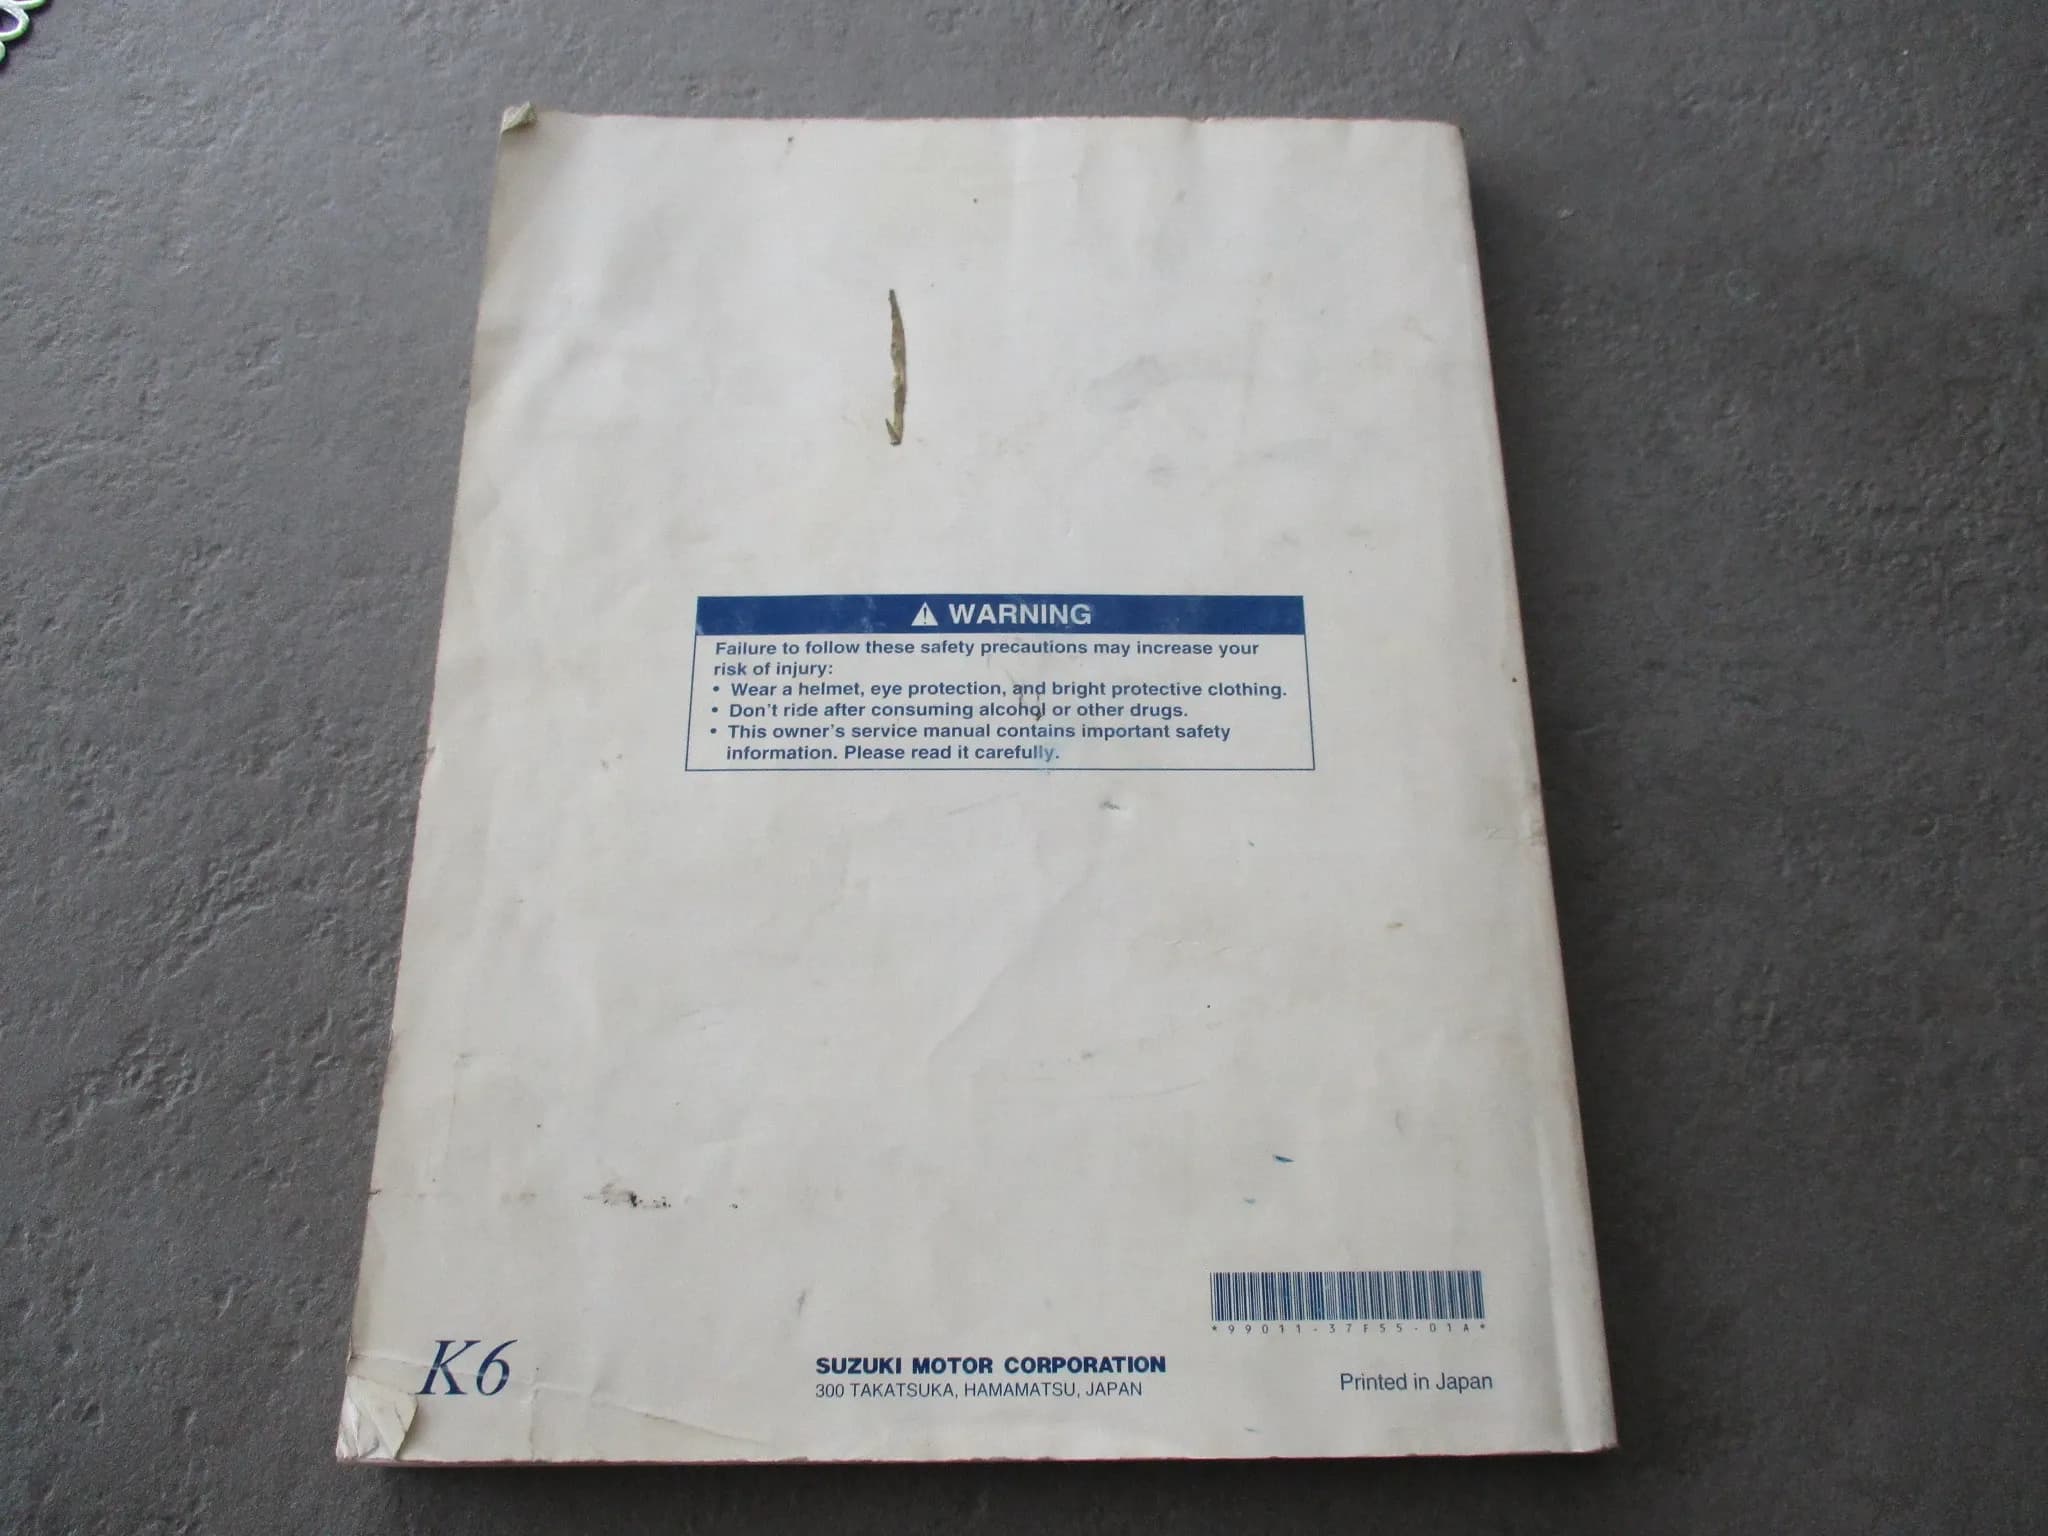 WARNING
Failure to follow these safety precautions may increase your
risk of injury:
• Wear a helmet, eye protection, and bright protective clothing.
• Don't ride after consuming alcohol or other drugs.
• This owner's service manual contains important safety
information. Please read it carefully.
*99011-37F55-01A*
K6
SUZUKI MOTOR CORPORATION
300 TAKATSUKA, HAMAMATSU, JAPAN
Printed in Japan